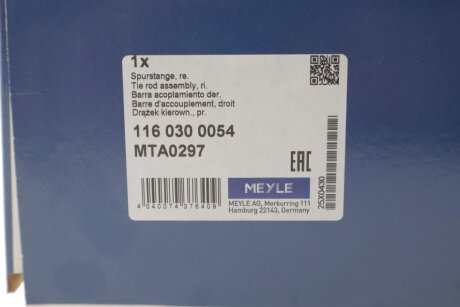 1x
Spurstange, re.
Tie rod assembly, ri.
Barra acoplamiento der.
Barre d'accouplement, droit
Drążek kierown., pr.
116 030 0054
MTA0297
EAC
4 040074 376409
MEYLE
MEYLE AG, Merkurring 111
Hamburg 22143, Germany
25X0430